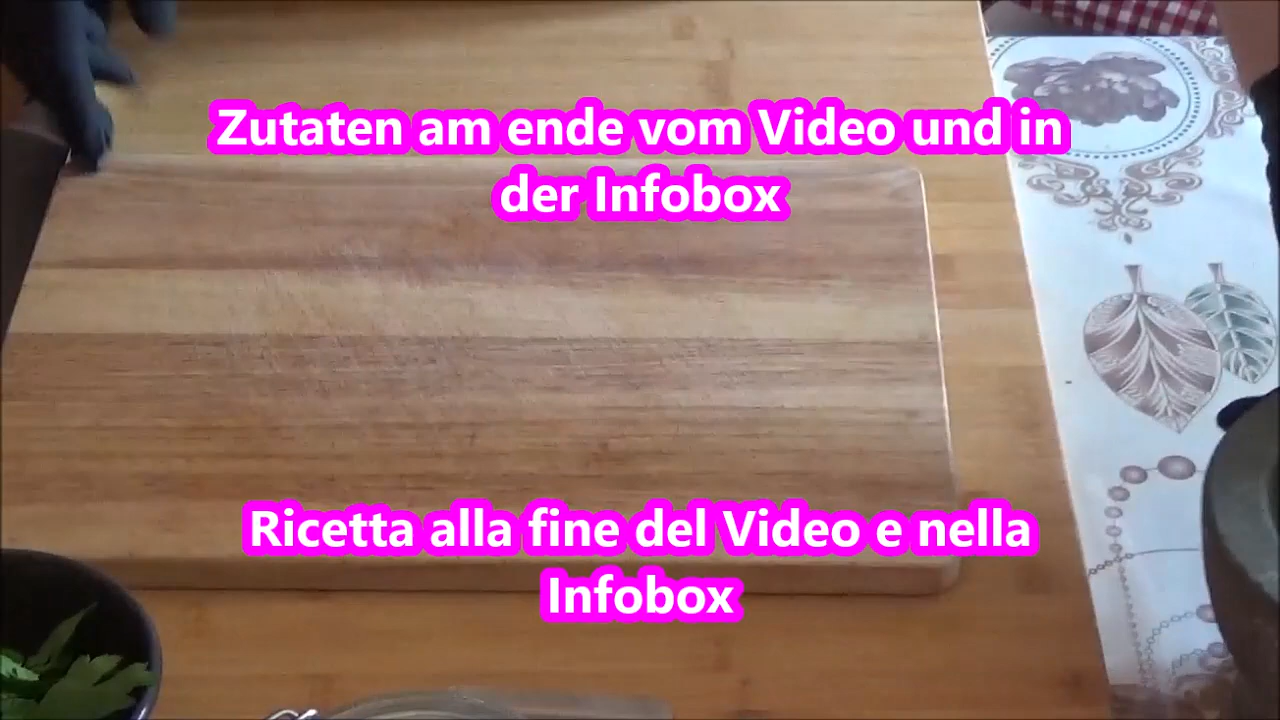 Zutaten am ende vom Video und in
der Infobox
Ricetta alla fine del Video e nella
Infobox